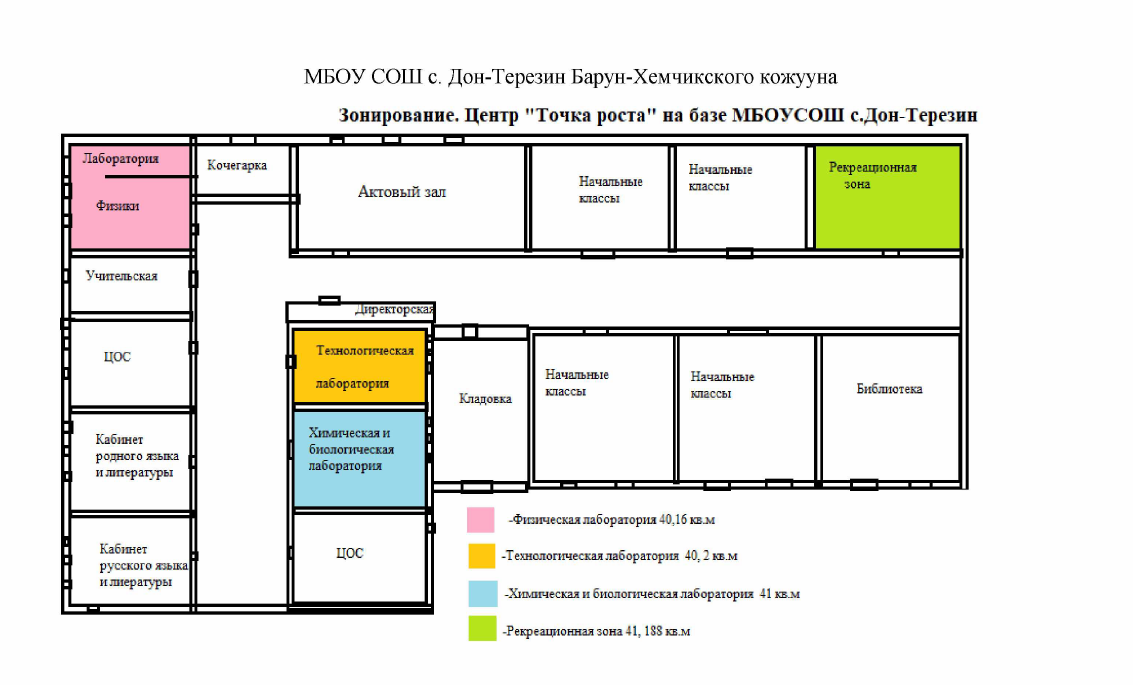 МБОУ СОШ с. Дон-Терезин Барун-Хемчикского кожууна
Зонирование. Центр "Точка роста" на базе МБОУСОШ с.Дон-Терезин
Лаборатория
Физики
Кочегарка
Актовый зал
Начальные
классы
Начальные
классы
Рекреационная
зона
Учительская
Директорская
ЦОС
Технологическая
лаборатория
Кладовка
Начальные
классы
Начальные
классы
Библиотека
Кабинет
родного языка
и литературы
Химическая и
биологическая
лаборатория
Кабинет
русского языка
и лиературы
ЦОС
-Физическая лаборатория 40,16 кв.м
-Технологическая лаборатория 40, 2 кв.м
-Химическая и биологическая лаборатория 41 кв.м
-Рекреационная зона 41, 188 кв.м